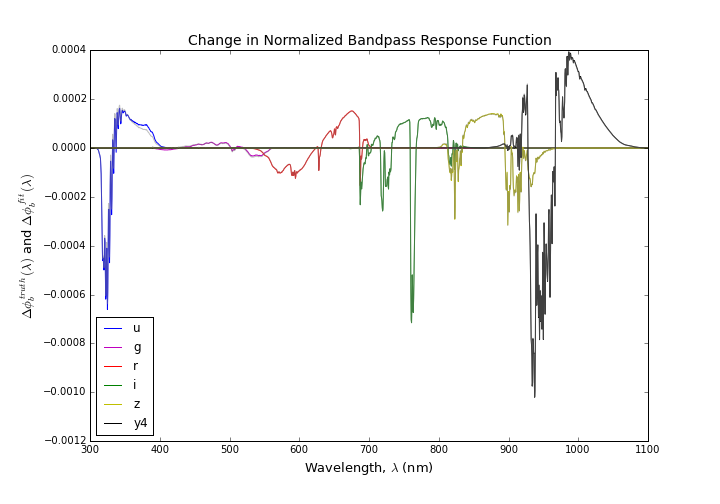 Change in Normalized Bandpass Response Function
0.0004
0.0002
0.0000
−0.0002
−0.0004
−0.0006
−0.0008
−0.0010
−0.0012
Δϕ_b^{truth}(λ) and Δϕ_b^{fit}(λ)
u
g
r
i
z
y4
300 400 500 600 700 800 900 1000 1100
Wavelength, λ (nm)